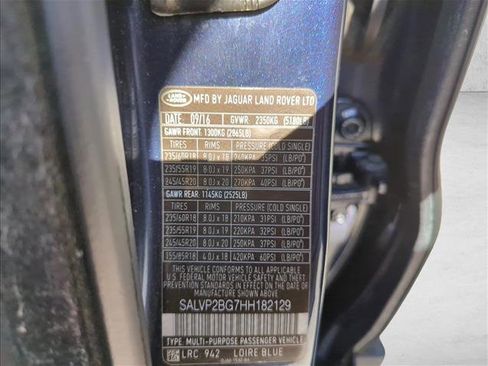 LAND ROVER
MFD BY JAGUAR LAND ROVER LTD
DATE 09/16 GVWR: 2350KG (5180LB)
GAWR FRONT: 1300KG (2865LB)
TIRES RIMS PRESSURE (COLD SINGLE)
235/60R18 8.0J x 18 240KPA 35PSI (LB/PO²)
235/55R19 8.0J x 19 250KPA 37PSI (LB/PO²)
245/45R20 8.0J x 20 270KPA 40PSI (LB/PO²)
GAWR REAR: 1145KG (2525LB)
TIRES RIMS PRESSURE (COLD SINGLE)
235/60R18 8.0J x 18 210KPA 31PSI (LB/PO²)
235/55R19 8.0J x 19 220KPA 32PSI (LB/PO²)
245/45R20 8.0J x 20 250KPA 37PSI (LB/PO²)
155/85R18 4.0J x 18 420KPA 60PSI (LB/PO²)
THIS VEHICLE CONFORMS TO ALL APPLICABLE
U.S. FEDERAL MOTOR VEHICLE SAFETY AND THEFT
PREVENTION STANDARDS IN EFFECT ON THE DATE OF
MANUFACTURE SHOWN ABOVE.
SALVP2BG7HH182129
TYPE: MULTI-PURPOSE PASSENGER VEHICLE
LRC 942 LOIRE BLUE